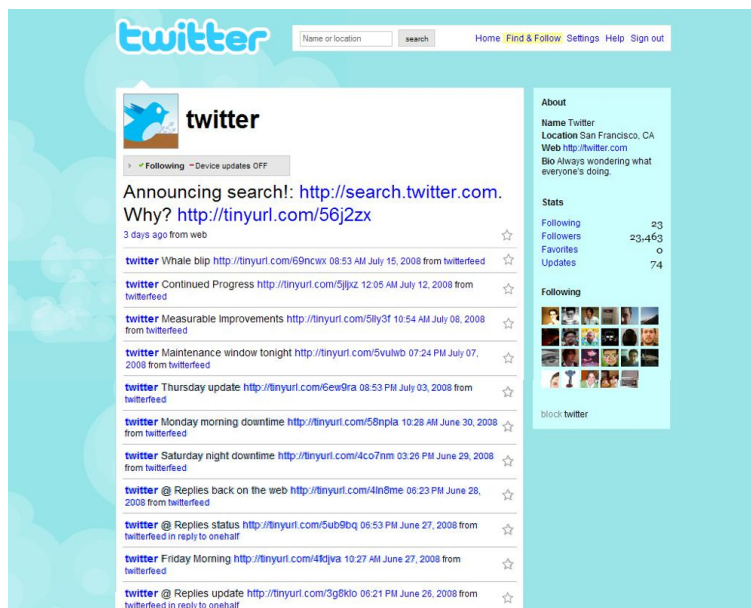 twitter
Name or location
search
Home Find & Follow Settings Help Sign out
twitter
Following Device updates OFF
Announcing search!: http://search.twitter.com.
Why? http://tinyurl.com/56j2zx
3 days ago from web
twitter Whale blip http://tinyurl.com/69ncwx 08:53 AM July 15, 2008 from twitterfeed
twitter Continued Progress http://tinyurl.com/5jljxz 12:05 AM July 12, 2008 from
twitterfeed
twitter Measurable Improvements http://tinyurl.com/5lly3f 10:54 AM July 08, 2008
from twitterfeed
twitter Maintenance window tonight http://tinyurl.com/5vulwb 07:24 PM July 07,
2008 from twitterfeed
twitter Thursday update http://tinyurl.com/6ew9ra 08:53 PM July 03, 2008 from
twitterfeed
twitter Monday morning downtime http://tinyurl.com/58npla 10:28 AM June 30, 2008
from twitterfeed
twitter Saturday night downtime http://tinyurl.com/4co7nm 03:26 PM June 29, 2008
from twitterfeed
twitter @ Replies back on the web http://tinyurl.com/4ln8me 06:23 PM June 28,
2008 from twitterfeed
twitter @ Replies status http://tinyurl.com/5ub9bq 06:53 PM June 27, 2008 from
twitterfeed in reply to onehalf
twitter Friday Morning http://tinyurl.com/4fdjva 10:27 AM June 27, 2008 from
twitterfeed
twitter @ Replies update http://tinyurl.com/3g8klo 06:21 PM June 26, 2008 from
twitterfeed in reply to onehalf
About
Name Twitter
Location San Francisco, CA
Web http://twitter.com
Bio Always wondering what
everyone's doing.
Stats
Following 23
Followers 23,463
Favorites 0
Updates 74
Following
block twitter